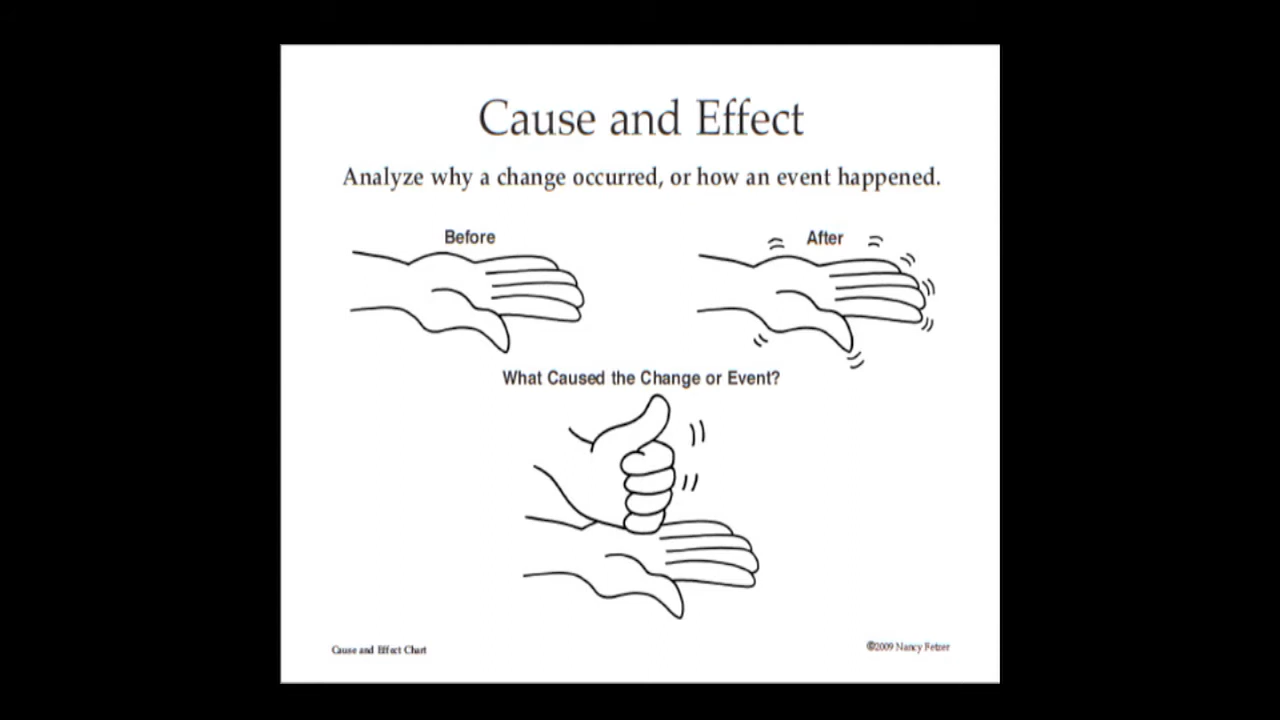 Cause and Effect
Analyze why a change occurred, or how an event happened.
Before
After
What Caused the Change or Event?
Cause and Effect Chart
©2009 Nancy Fetzer